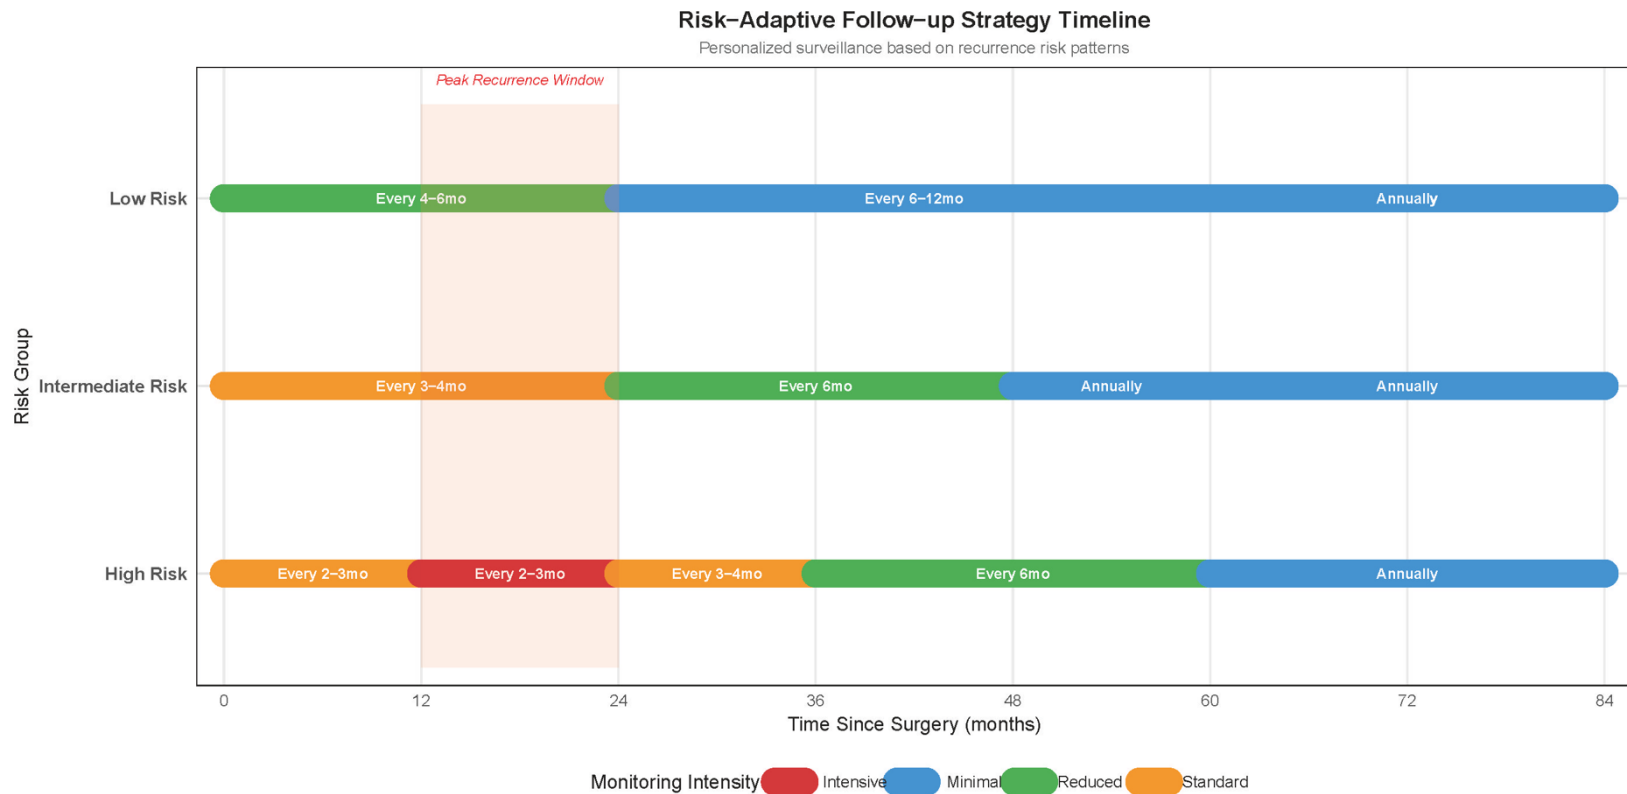 Risk–Adaptive Follow–up Strategy Timeline
Personalized surveillance based on recurrence risk patterns
Peak Recurrence Window
Risk Group
Low Risk
Every 4–6mo
Every 6–12mo
Annually
Intermediate Risk
Every 3–4mo
Every 6mo
Annually
Annually
High Risk
Every 2–3mo
Every 2–3mo
Every 3–4mo
Every 6mo
Annually
0 12 24 36 48 60 72 84
Time Since Surgery (months)
Monitoring Intensity Intensive Minimal Reduced Standard